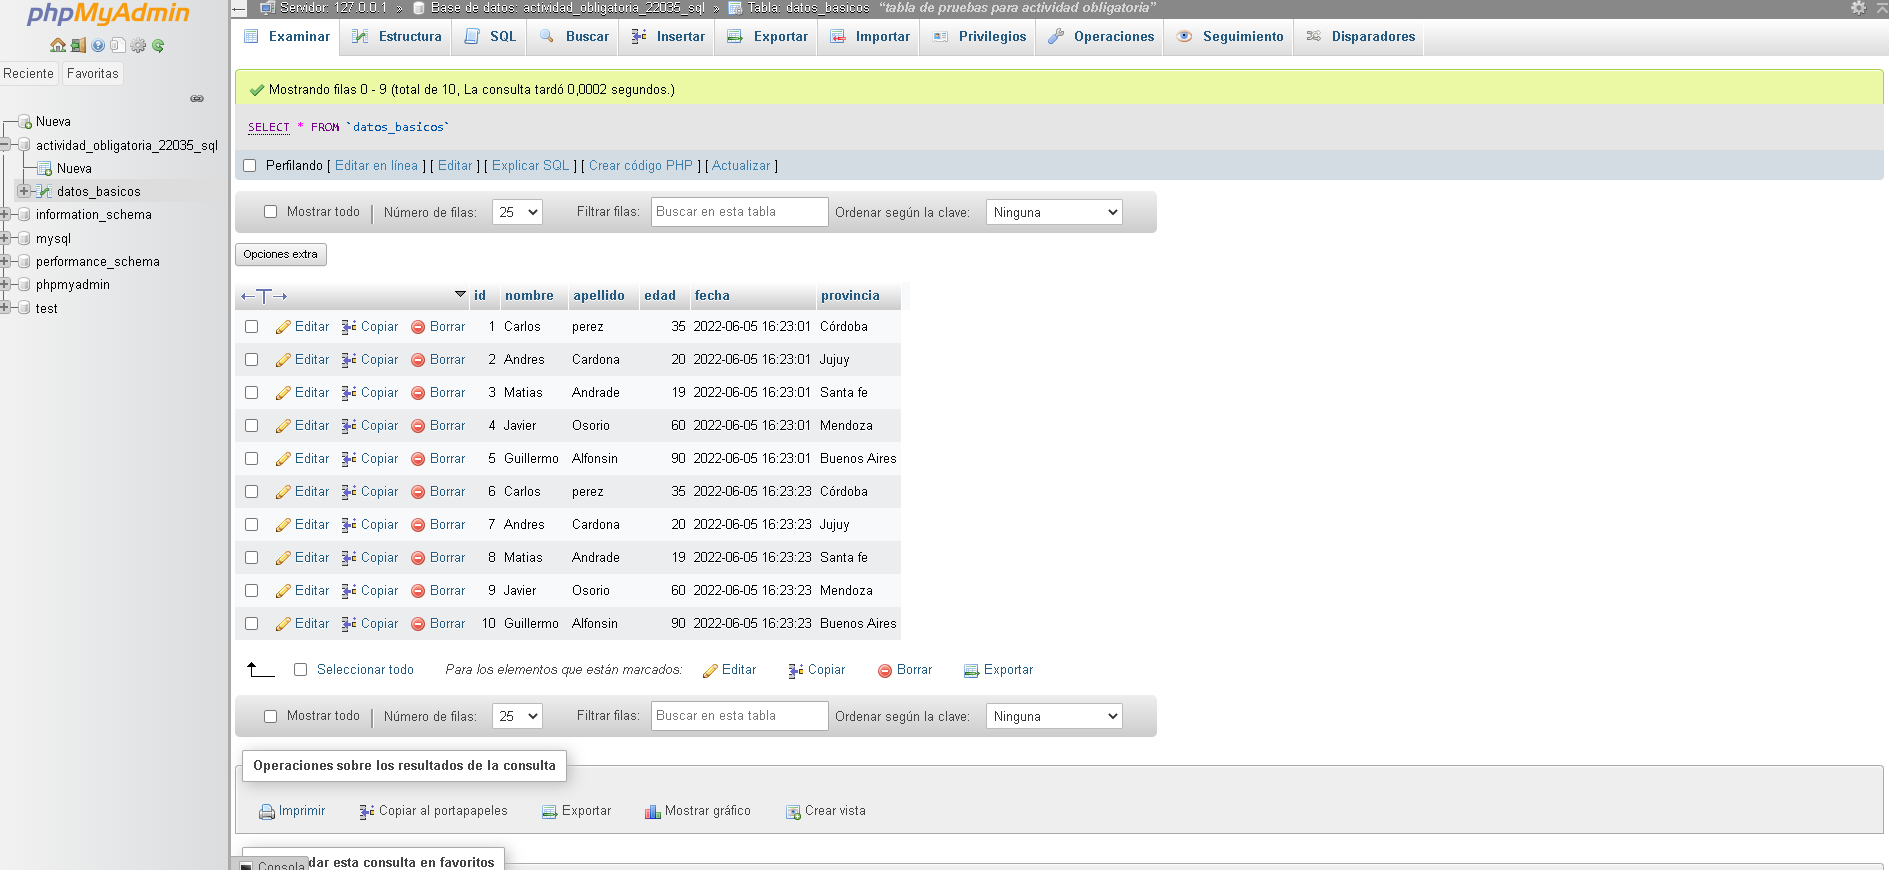 phpMyAdmin
Reciente Favoritas
Nueva
actividad_obligatoria_22035_sql
Nueva
datos_basicos
information_schema
mysql
performance_schema
phpmyadmin
test
Servidor: 127.0.0.1 » Base de datos: actividad_obligatoria_22035_sql » Tabla: datos_basicos "tabla de pruebas para actividad obligatoria"
Examinar Estructura SQL Buscar Insertar Exportar Importar Privilegios Operaciones Seguimiento Disparadores
Mostrando filas 0 - 9 (total de 10, La consulta tardó 0,0002 segundos.)
SELECT * FROM `datos_basicos`
Perfilando [ Editar en línea ] [ Editar ] [ Explicar SQL ] [ Crear código PHP ] [ Actualizar ]
Mostrar todo | Número de filas: 25 Filtrar filas: Buscar en esta tabla Ordenar según la clave: Ninguna
Opciones extra
id nombre apellido edad fecha provincia
Editar Copiar Borrar 1 Carlos perez 35 2022-06-05 16:23:01 Córdoba
Editar Copiar Borrar 2 Andres Cardona 20 2022-06-05 16:23:01 Jujuy
Editar Copiar Borrar 3 Matias Andrade 19 2022-06-05 16:23:01 Santa fe
Editar Copiar Borrar 4 Javier Osorio 60 2022-06-05 16:23:01 Mendoza
Editar Copiar Borrar 5 Guillermo Alfonsin 90 2022-06-05 16:23:01 Buenos Aires
Editar Copiar Borrar 6 Carlos perez 35 2022-06-05 16:23:23 Córdoba
Editar Copiar Borrar 7 Andres Cardona 20 2022-06-05 16:23:23 Jujuy
Editar Copiar Borrar 8 Matias Andrade 19 2022-06-05 16:23:23 Santa fe
Editar Copiar Borrar 9 Javier Osorio 60 2022-06-05 16:23:23 Mendoza
Editar Copiar Borrar 10 Guillermo Alfonsin 90 2022-06-05 16:23:23 Buenos Aires
Seleccionar todo Para los elementos que están marcados: Editar Copiar Borrar Exportar
Mostrar todo | Número de filas: 25 Filtrar filas: Buscar en esta tabla Ordenar según la clave: Ninguna
Operaciones sobre los resultados de la consulta
Imprimir Copiar al portapapeles Exportar Mostrar gráfico Crear vista
Consola dar esta consulta en favoritos